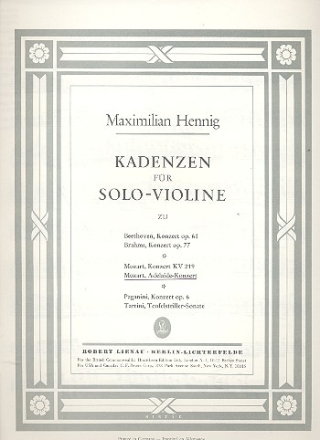 Maximilian Hennig
KADENZEN
FÜR
SOLO-VIOLINE
ZU
Beethoven, Konzert op. 61
Brahms, Konzert op. 77
Mozart, Konzert KV 219
Mozart, Adelaide-Konzert
Paganini, Konzert op. 6
Tartini, Teufelstriller-Sonate
ROBERT LIENAU · BERLIN-LICHTERFELDE